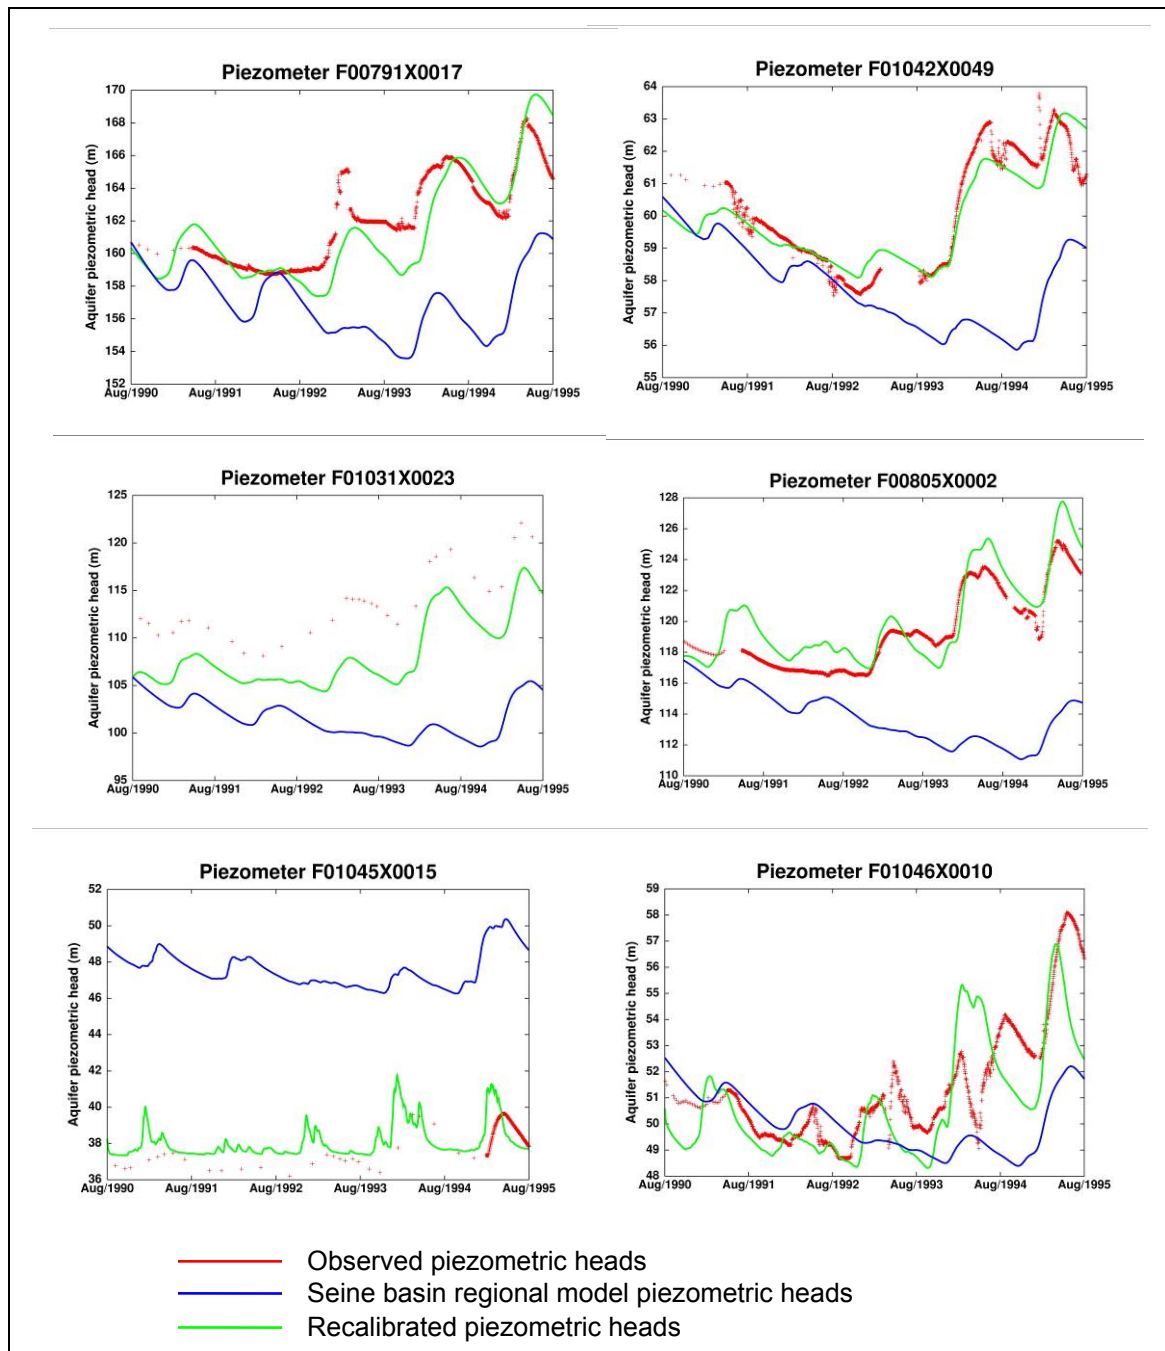 Piezometer F00791X0017
Aquifer piezometric head (m)
170
168
166
164
162
160
158
156
154
152
Aug/1990 Aug/1991 Aug/1992 Aug/1993 Aug/1994 Aug/1995
Piezometer F01042X0049
Aquifer piezometric head (m)
64
63
62
61
60
59
58
57
56
55
Aug/1990 Aug/1991 Aug/1992 Aug/1993 Aug/1994 Aug/1995
Piezometer F01031X0023
Aquifer piezometric head (m)
125
120
115
110
105
100
95
Aug/1990 Aug/1991 Aug/1992 Aug/1993 Aug/1994 Aug/1995
Piezometer F00805X0002
Aquifer piezometric head (m)
128
126
124
122
120
118
116
114
112
110
Aug/1990 Aug/1991 Aug/1992 Aug/1993 Aug/1994 Aug/1995
Piezometer F01045X0015
Aquifer piezometric head (m)
52
50
48
46
44
42
40
38
36
Aug/1990 Aug/1991 Aug/1992 Aug/1993 Aug/1994 Aug/1995
Piezometer F01046X0010
Aquifer piezometric head (m)
59
58
57
56
55
54
53
52
51
50
49
48
Aug/1990 Aug/1991 Aug/1992 Aug/1993 Aug/1994 Aug/1995
Observed piezometric heads
Seine basin regional model piezometric heads
Recalibrated piezometric heads